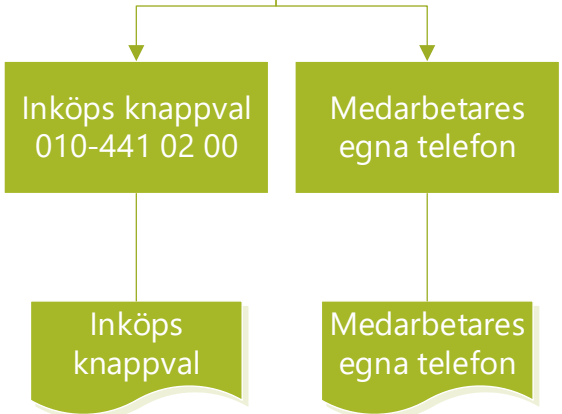 Inköps knappval
010-441 02 00
Medarbetares
egna telefon
Inköps
knappval
Medarbetares
egna telefon